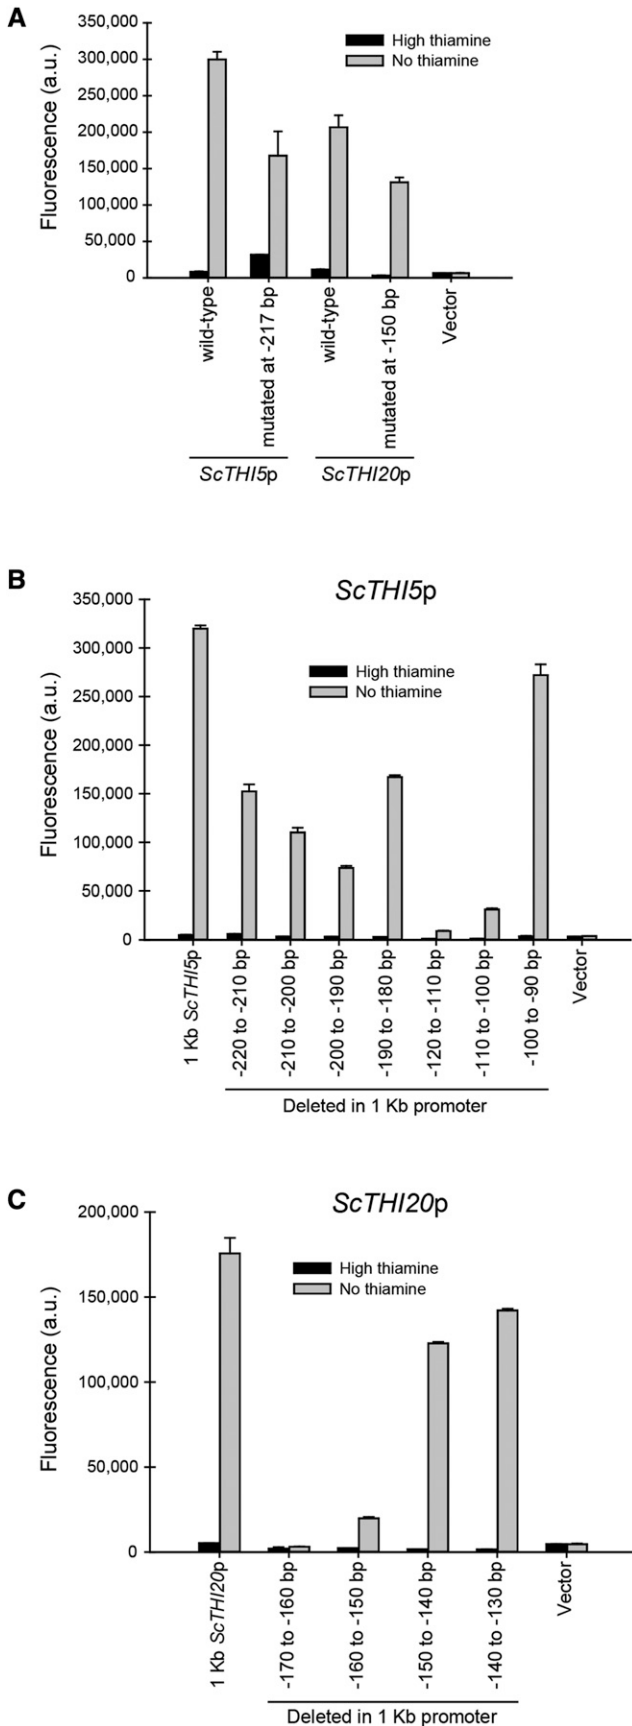 A
350,000
300,000
250,000
200,000
150,000
100,000
50,000
0
Fluorescence (a.u.)
High thiamine
No thiamine
wild-type
mutated at -217 bp
wild-type
mutated at -150 bp
Vector
ScTHI5p
ScTHI20p
B
ScTHI5p
350,000
300,000
250,000
200,000
150,000
100,000
50,000
0
Fluorescence (a.u.)
High thiamine
No thiamine
1 Kb ScTHI5p
-220 to -210 bp
-210 to -200 bp
-200 to -190 bp
-190 to -180 bp
-120 to -110 bp
-110 to -100 bp
-100 to -90 bp
Vector
Deleted in 1 Kb promoter
C
ScTHI20p
200,000
150,000
100,000
50,000
0
Fluorescence (a.u.)
High thiamine
No thiamine
1 Kb ScTHI20p
-170 to -160 bp
-160 to -150 bp
-150 to -140 bp
-140 to -130 bp
Vector
Deleted in 1 Kb promoter